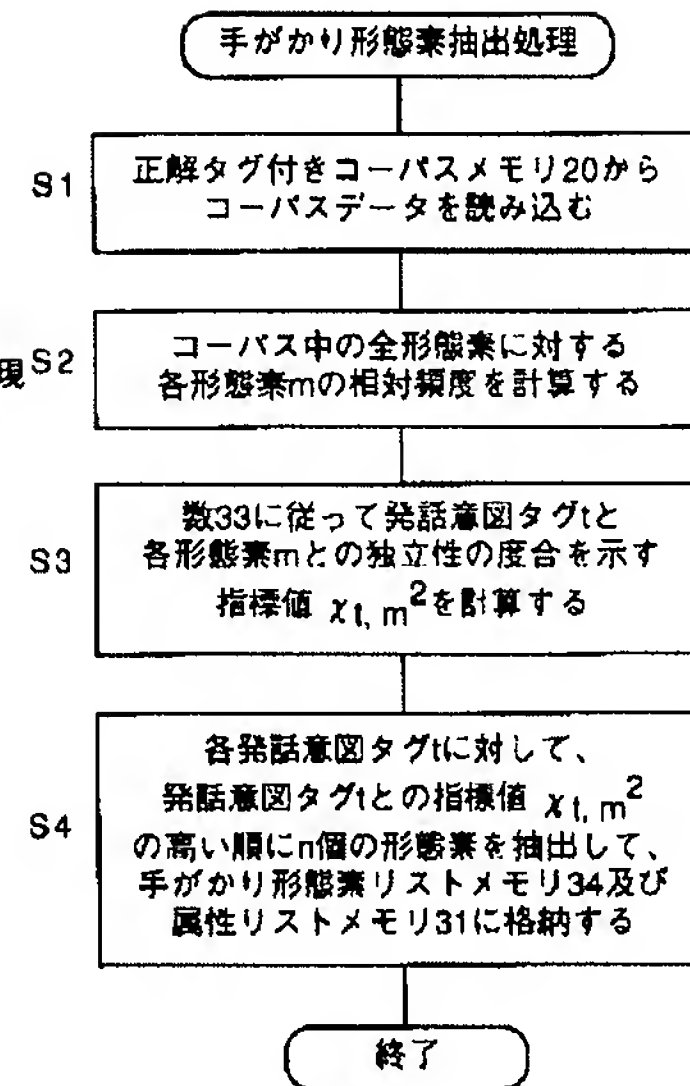 手がかり形態素抽出処理
S1
正解タグ付きコーパスメモリ20から
コーパスデータを読み込む
現
S2
コーパス中の全形態素に対する
各形態素mの相対頻度を計算する
S3
数33に従って発話意図タグtと
各形態素mとの独立性の度合を示す
指標値 χt, m2を計算する
S4
各発話意図タグtに対して、
発話意図タグtとの指標値 χt, m2
の高い順にn個の形態素を抽出して、
手がかり形態素リストメモリ34及び
属性リストメモリ31に格納する
終了